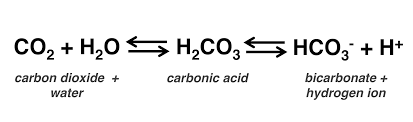 CO₂ + H₂O ⇌ H₂CO₃ ⇌ HCO₃⁻ + H⁺
carbon dioxide + carbonic acid bicarbonate +
water hydrogen ion